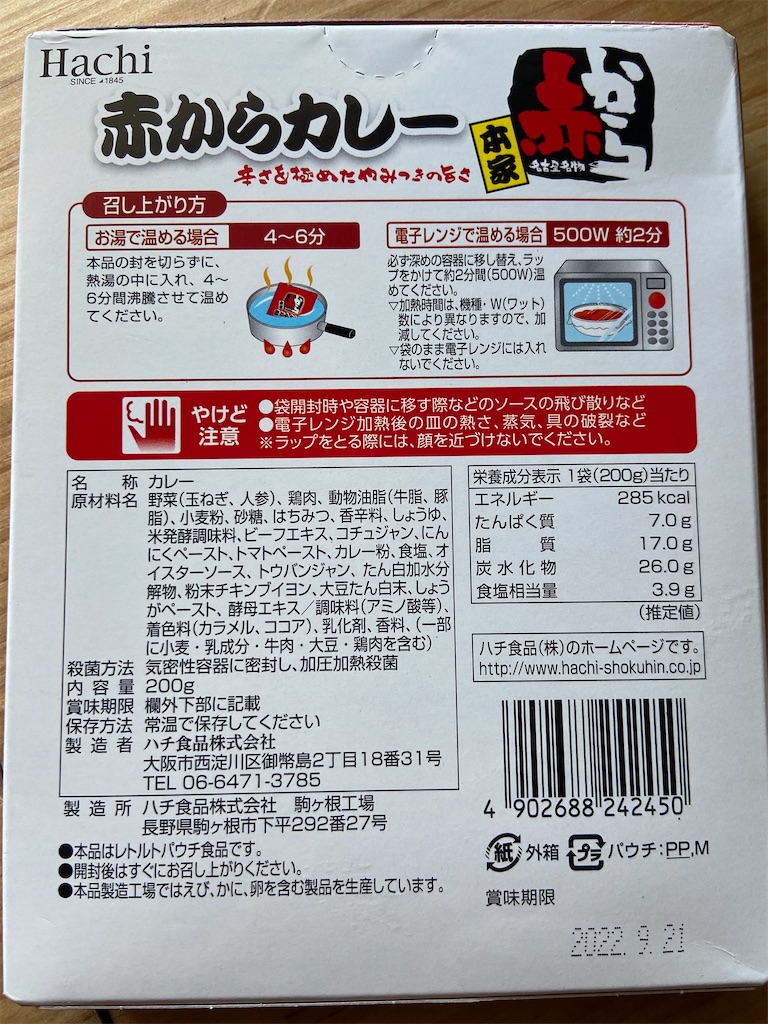 Hachi
SINCE 1845
赤からカレー
辛さを極めたやみつきの旨さ
本家
赤から
名古屋名物
召し上がり方
お湯で温める場合 4〜6分
本品の封を切らずに、
熱湯の中に入れ、4〜
6分間沸騰させて温め
てください。
電子レンジで温める場合 500W 約2分
必ず深めの容器に移し替え、ラッ
プをかけて約2分間(500W)温
めてください。
▽加熱時間は、機種・W(ワット)
数により異なりますので、加
減してください。
▽袋のまま電子レンジには入れ
ないでください。
やけど
注意
●袋開封時や容器に移す際などのソースの飛び散りなど
●電子レンジ加熱後の皿の熱さ、蒸気、具の破裂など
※ラップをとる際には、顔を近づけないでください。
名称 カレー
原材料名 野菜(玉ねぎ、人参)、鶏肉、動物油脂(牛脂、豚
脂)、小麦粉、砂糖、はちみつ、香辛料、しょうゆ、
米発酵調味料、ビーフエキス、コチュジャン、にん
にくペースト、トマトペースト、カレー粉、食塩、オ
イスターソース、トウバンジャン、たん白加水分
解物、粉末チキンブイヨン、大豆たん白末、しょう
がペースト、酵母エキス／調味料(アミノ酸等)、
着色料(カラメル、ココア)、乳化剤、香料、(一部
に小麦・乳成分・牛肉・大豆・鶏肉を含む)
殺菌方法 気密性容器に密封し、加圧加熱殺菌
内容量 200g
賞味期限 欄外下部に記載
保存方法 常温で保存してください
製造者 ハチ食品株式会社
大阪市西淀川区御幣島2丁目18番31号
TEL 06-6471-3785
製造所 ハチ食品株式会社 駒ヶ根工場
長野県駒ヶ根市下平292番27号
●本品はレトルトパウチ食品です。
●開封後はすぐにお召し上がりください。
●本品製造工場ではえび、かに、卵を含む製品を生産しています。
栄養成分表示 1袋(200g)当たり
エネルギー 285kcal
たんぱく質 7.0g
脂質 17.0g
炭水化物 26.0g
食塩相当量 3.9g
(推定値)
ハチ食品(株)のホームページです。
http://www.hachi-shokuhin.co.jp
4 902688 242450
紙 外箱 プラ パウチ:PP,M
賞味期限
2022. 9. 21